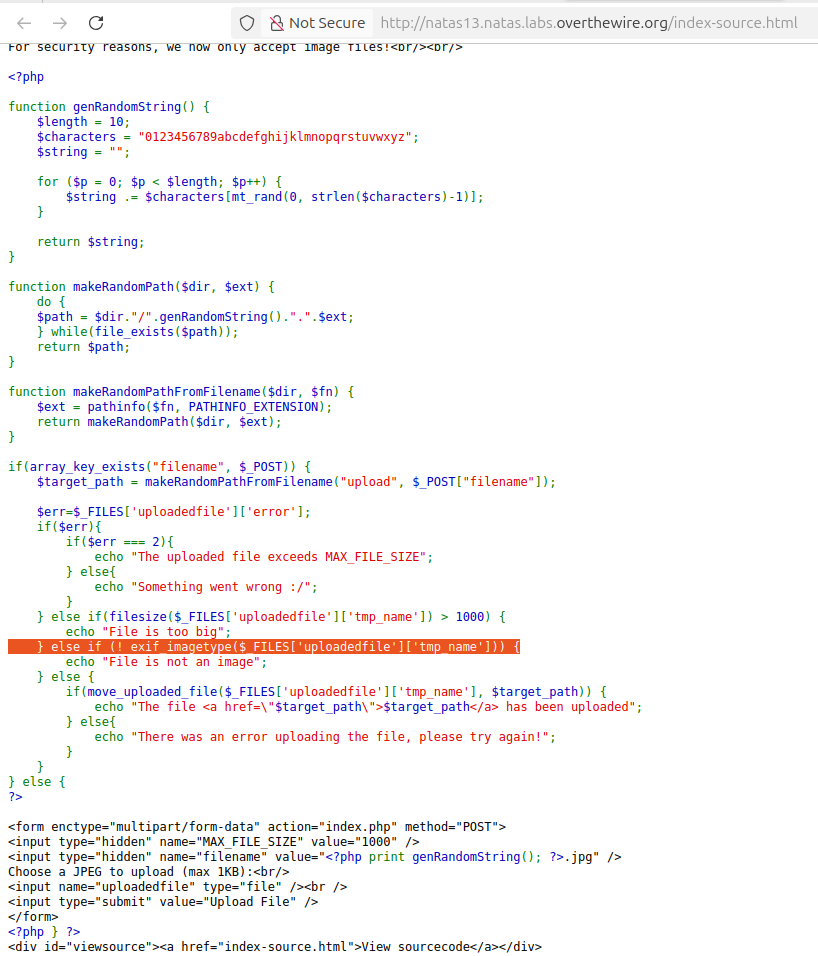 Not Secure http://natas13.natas.labs.overthewire.org/index-source.html
For security reasons, we now only accept image files!<br/><br/>
<?php
function genRandomString() {
    $length = 10;
    $characters = "0123456789abcdefghijklmnopqrstuvwxyz";
    $string = "";
    for ($p = 0; $p < $length; $p++) {
        $string .= $characters[mt_rand(0, strlen($characters)-1)];
    }
    return $string;
}
function makeRandomPath($dir, $ext) {
    do {
    $path = $dir."/".genRandomString().".".$ext;
    } while(file_exists($path));
    return $path;
}
function makeRandomPathFromFilename($dir, $fn) {
    $ext = pathinfo($fn, PATHINFO_EXTENSION);
    return makeRandomPath($dir, $ext);
}
if(array_key_exists("filename", $_POST)) {
    $target_path = makeRandomPathFromFilename("upload", $_POST["filename"]);
    $err=$_FILES['uploadedfile']['error'];
    if($err){
        if($err === 2){
            echo "The uploaded file exceeds MAX_FILE_SIZE";
        } else{
            echo "Something went wrong :/";
        }
    } else if(filesize($_FILES['uploadedfile']['tmp_name']) > 1000) {
        echo "File is too big";
    } else if (! exif_imagetype($_FILES['uploadedfile']['tmp_name'])) {
        echo "File is not an image";
    } else {
        if(move_uploaded_file($_FILES['uploadedfile']['tmp_name'], $target_path)) {
            echo "The file <a href=\"$target_path\">$target_path</a> has been uploaded";
        } else{
            echo "There was an error uploading the file, please try again!";
        }
    }
} else {
?>
<form enctype="multipart/form-data" action="index.php" method="POST">
<input type="hidden" name="MAX_FILE_SIZE" value="1000" />
<input type="hidden" name="filename" value="<?php print genRandomString(); ?>.jpg" />
Choose a JPEG to upload (max 1KB):<br/>
<input name="uploadedfile" type="file" /><br />
<input type="submit" value="Upload File" />
</form>
<?php } ?>
<div id="viewsource"><a href="index-source.html">View sourcecode</a></div>